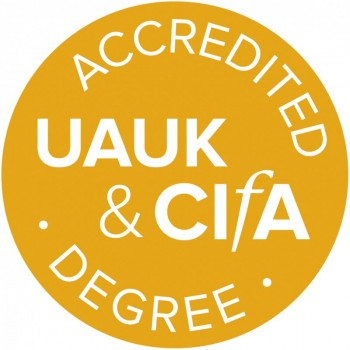 ACCREDITED
UAUK
& CIfA
· DEGREE ·